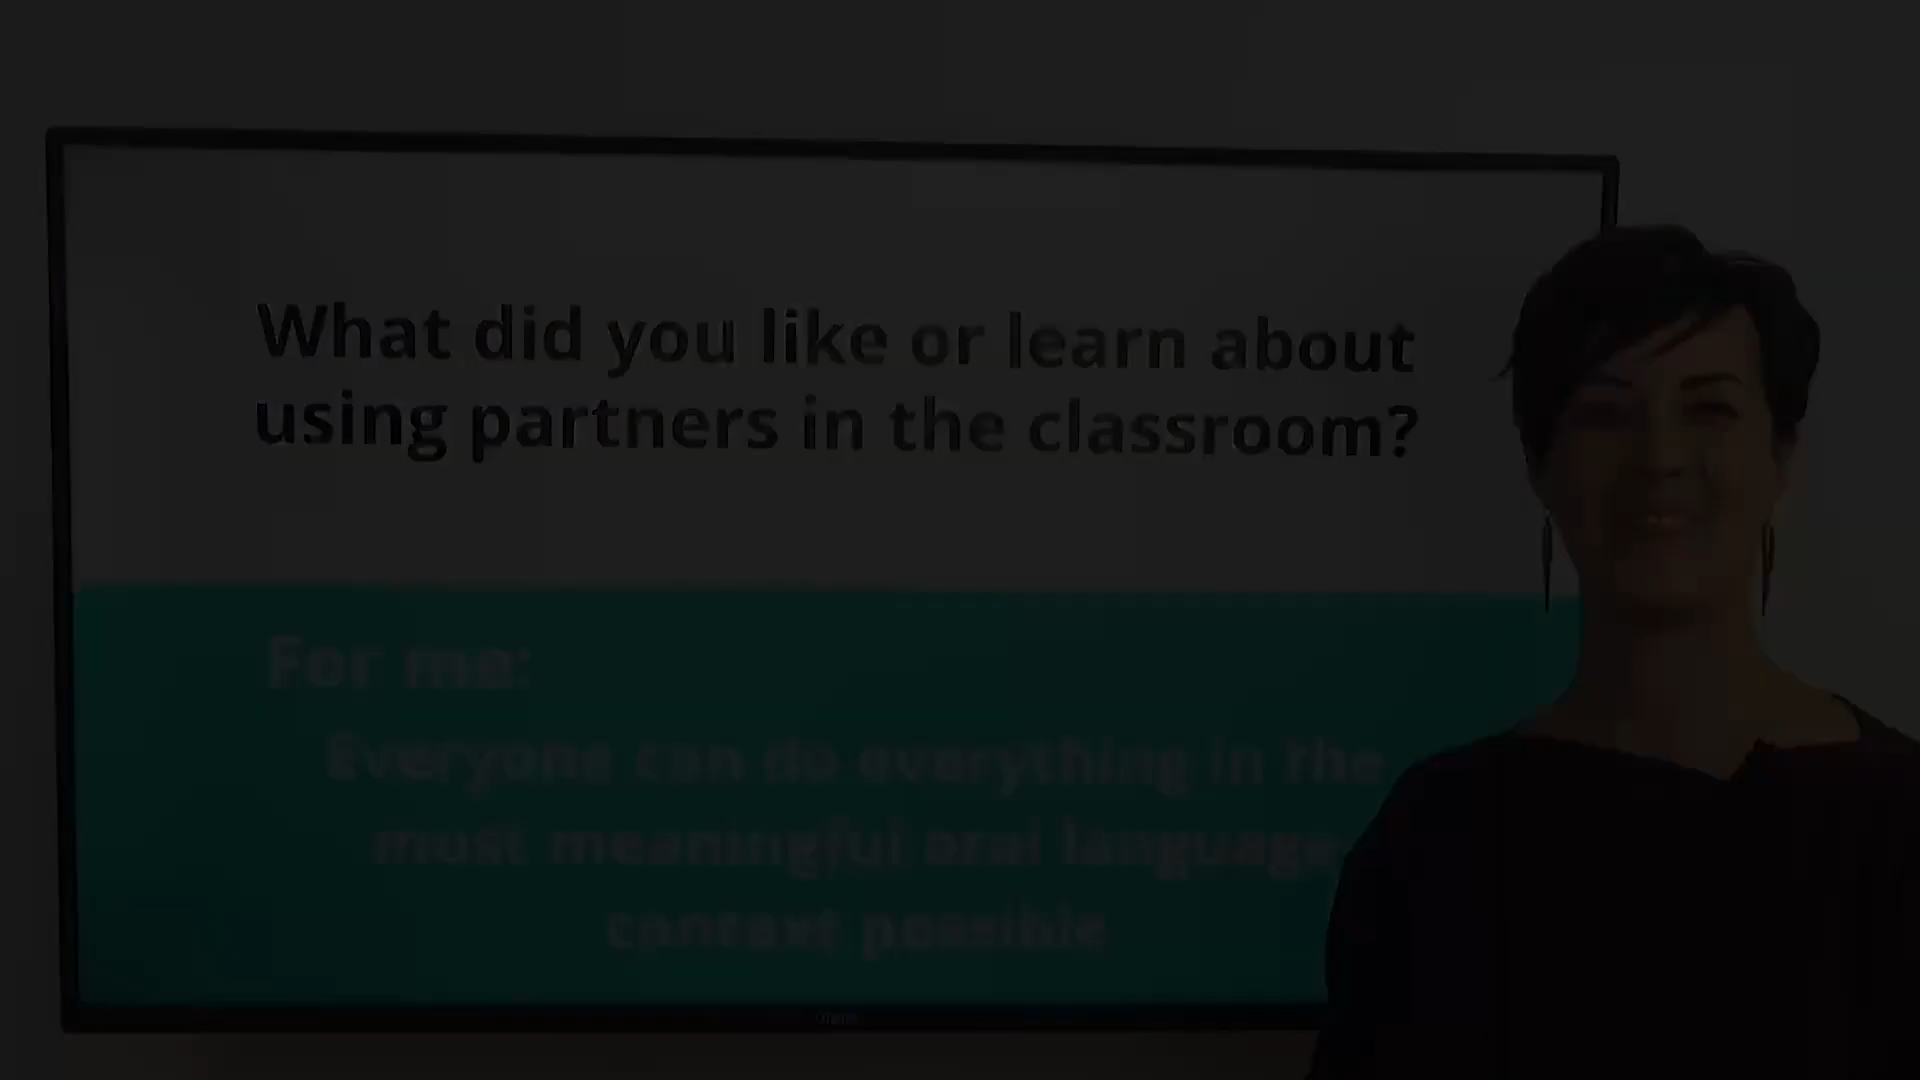 What did you like or learn about
using partners in the classroom?
For me:
Everyone can do everything in the
most meaningful oral language
context possible